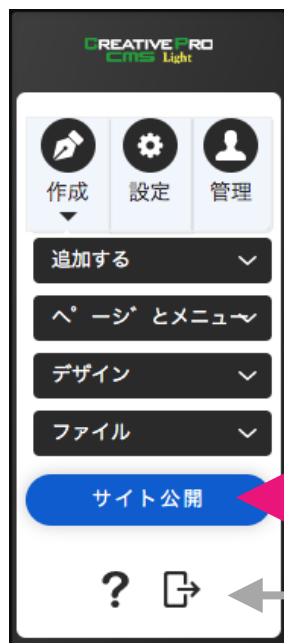 CREATIVE PRO
CMS Light
作成 設定 管理
追加する
ページとメニュー
デザイン
ファイル
サイト公開
?